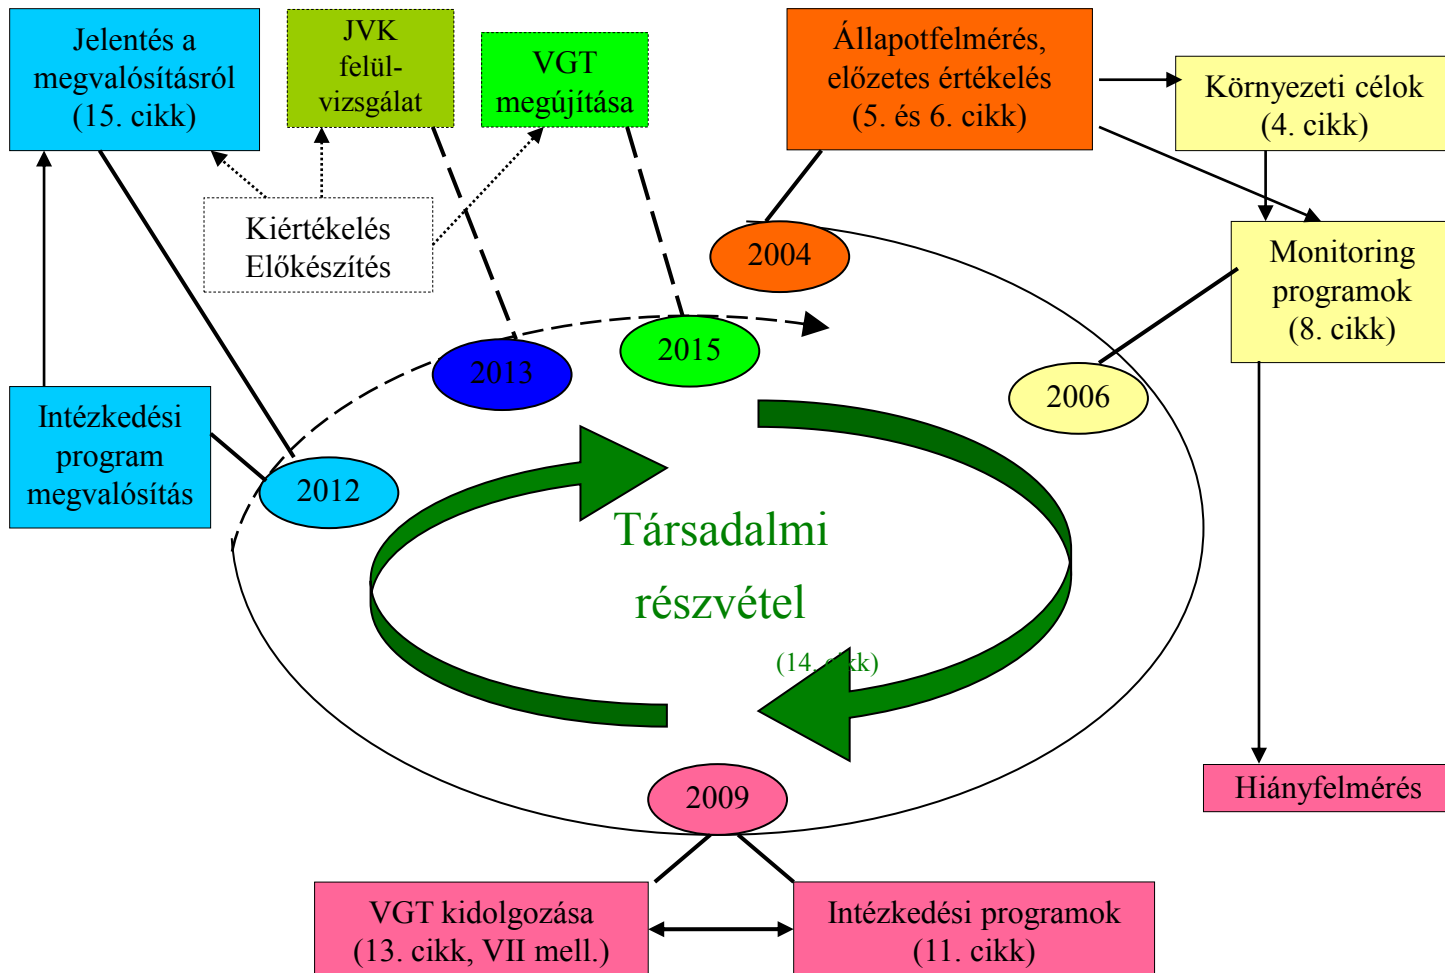 Jelentés a
megvalósításról
(15. cikk)
JVK
felül-
vizsgálat
VGT
megújítása
Állapotfelmérés,
előzetes értékelés
(5. és 6. cikk)
Környezeti célok
(4. cikk)
Kiértékelés
Előkészítés
2004
Monitoring
programok
(8. cikk)
2013
2015
2006
Intézkedési
program
megvalósítás
2012
Társadalmi
részvétel
(14. cikk)
2009
Hiányfelmérés
VGT kidolgozása
(13. cikk, VII mell.)
Intézkedési programok
(11. cikk)